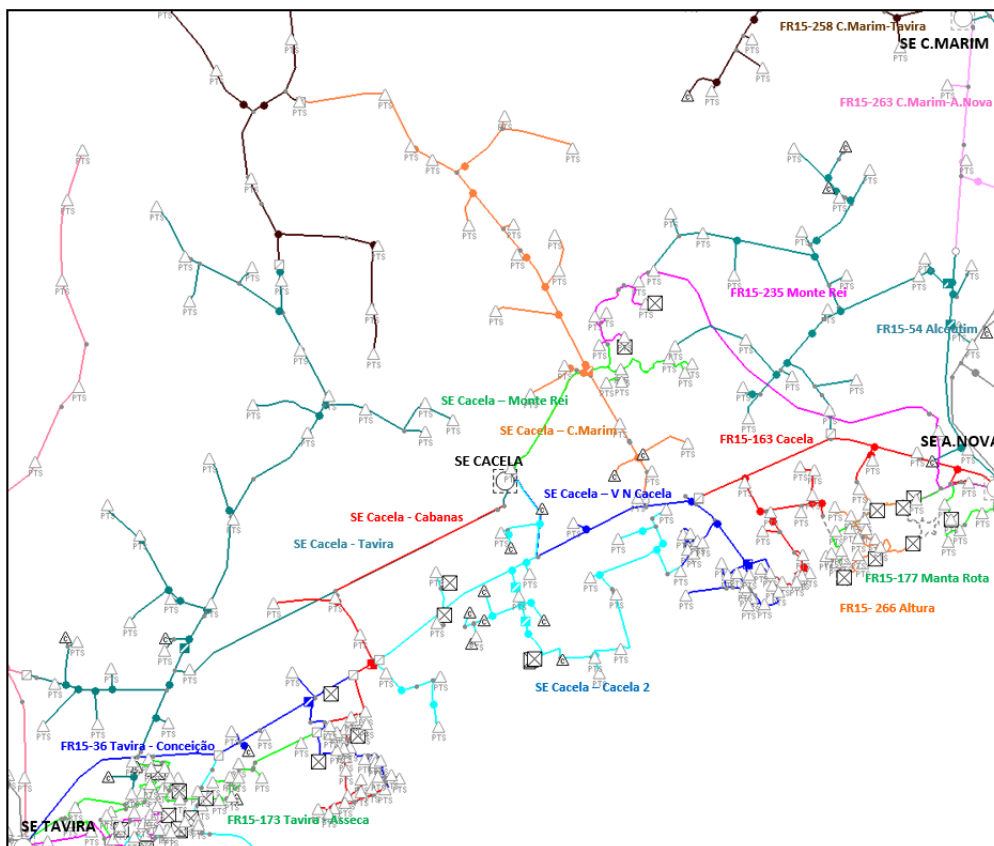 FR15-258 C.Marim-Tavira
SE C.MARIM
FR15-263 C.Marim-A.Nova
FR15-235 Monte Rei
FR15-54 Alcoutim
SE Cacela – Monte Rei
SE Cacela – C.Marim
FR15-163 Cacela
SE A.NOVA
SE CACELA
SE Cacela – V N Cacela
SE Cacela - Cabanas
SE Cacela - Tavira
FR15-177 Manta Rota
FR15- 266 Altura
SE Cacela – Cacela 2
FR15-36 Tavira - Conceição
FR15-173 Tavira - Asseca
SE TAVIRA
PTS